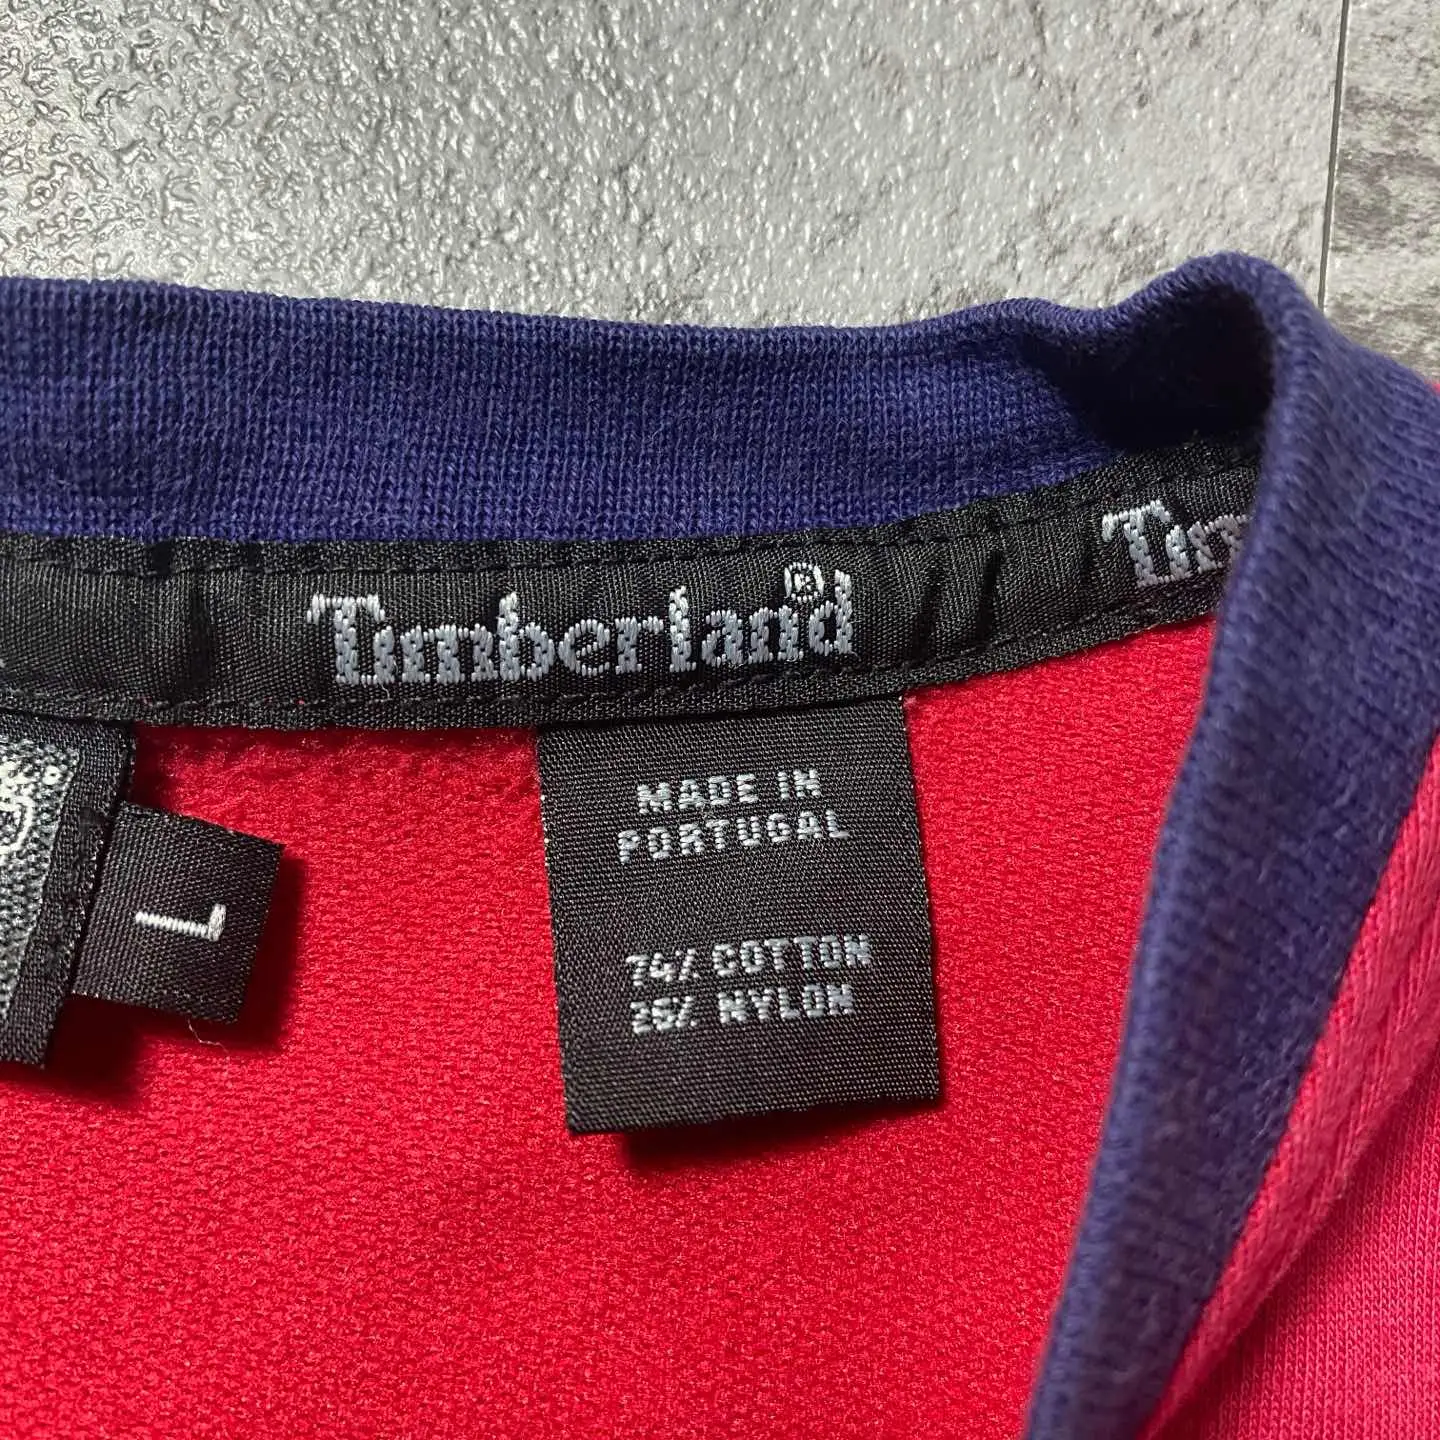 Timberland®
Tim
L
MADE IN
PORTUGAL
74% COTTON
26% NYLON